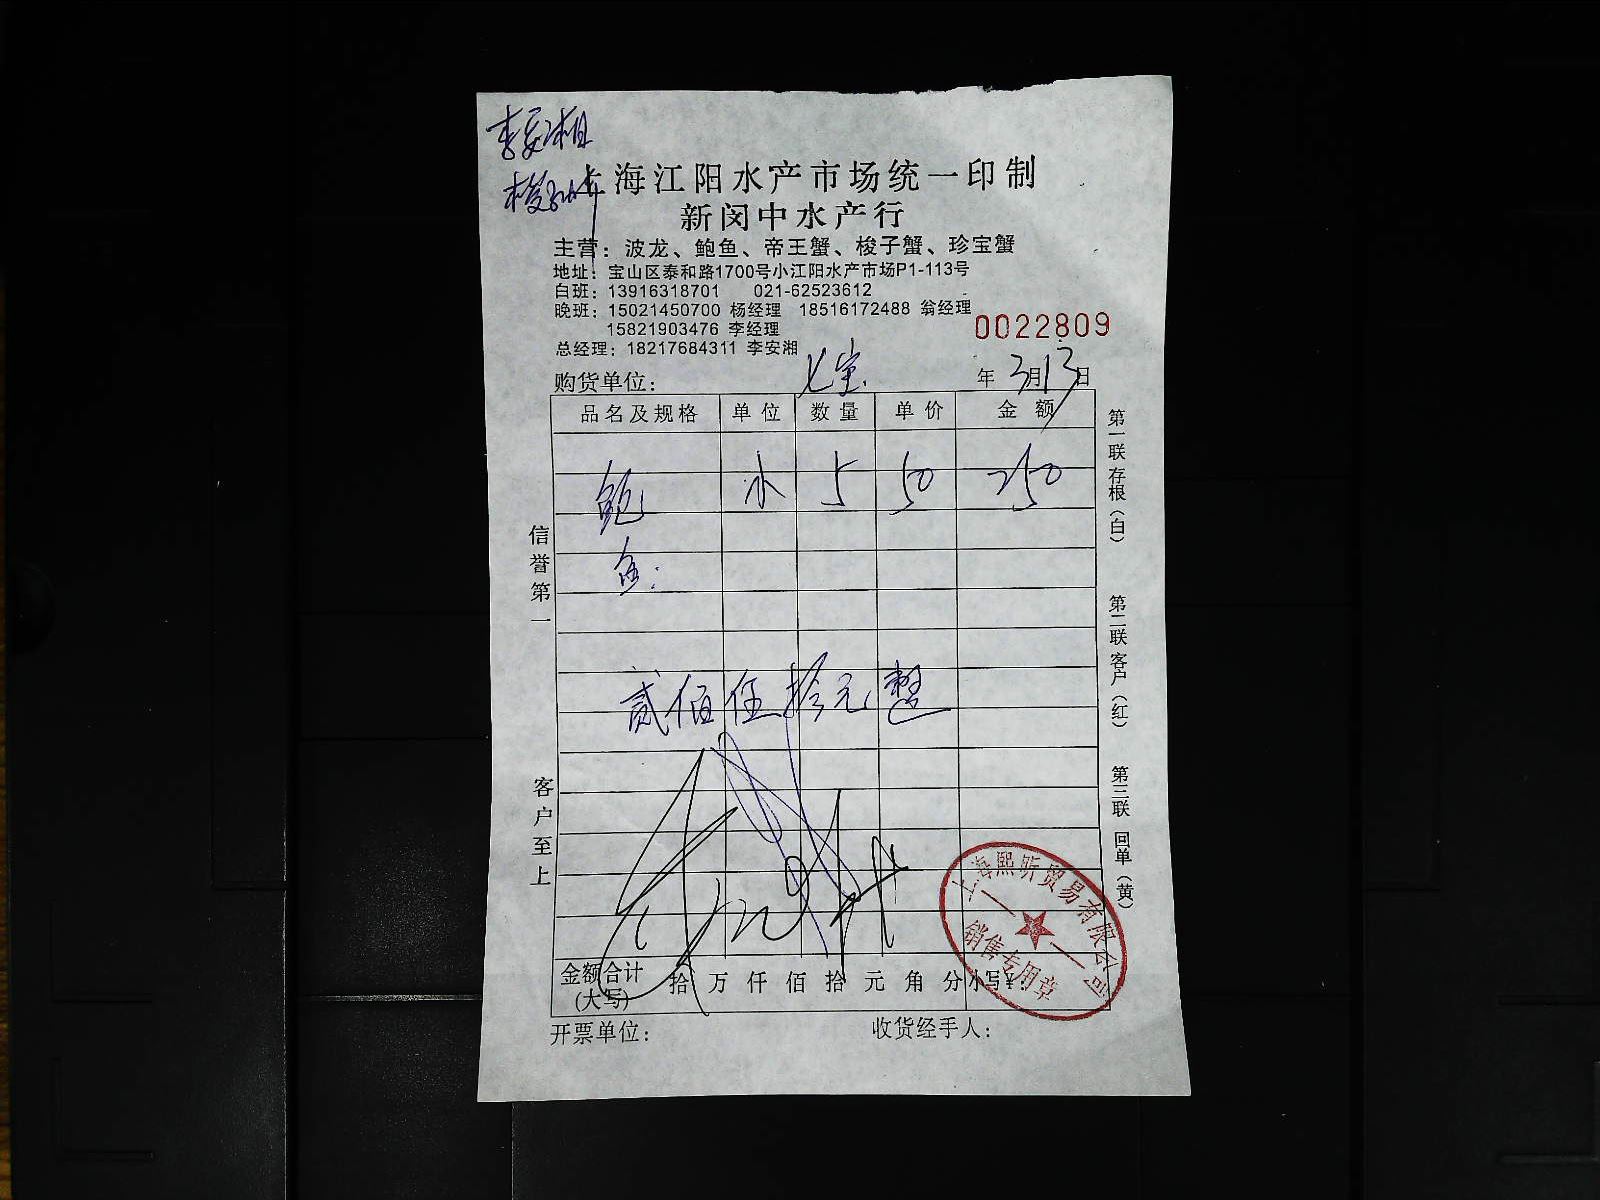 李安湘
上海江阳水产市场统一印制
新闵中水产行
主营：波龙、鲍鱼、帝王蟹、梭子蟹、珍宝蟹
地址：宝山区泰和路1700号小江阳水产市场P1-113号
白班：13916318701 021-62523612
晚班：15021450700 杨经理 18516172488 翁经理
15821903476 李经理
0022809
总经理：18217684311 李安湘
购货单位： 七宝 年 3月13日
品名及规格 单位 数量 单价 金额
鲍 小 5 50 250
鱼：
贰佰伍拾元整
金额合计(大写) 拾 万 仟 佰 拾 元 角 分 小写¥：
开票单位： 收货经手人：
信誉第一
客户至上
第一联 存根（白）
第二联 客户（红）
第三联 回单（黄）
上海熙昕贸易有限公司
销售专用章